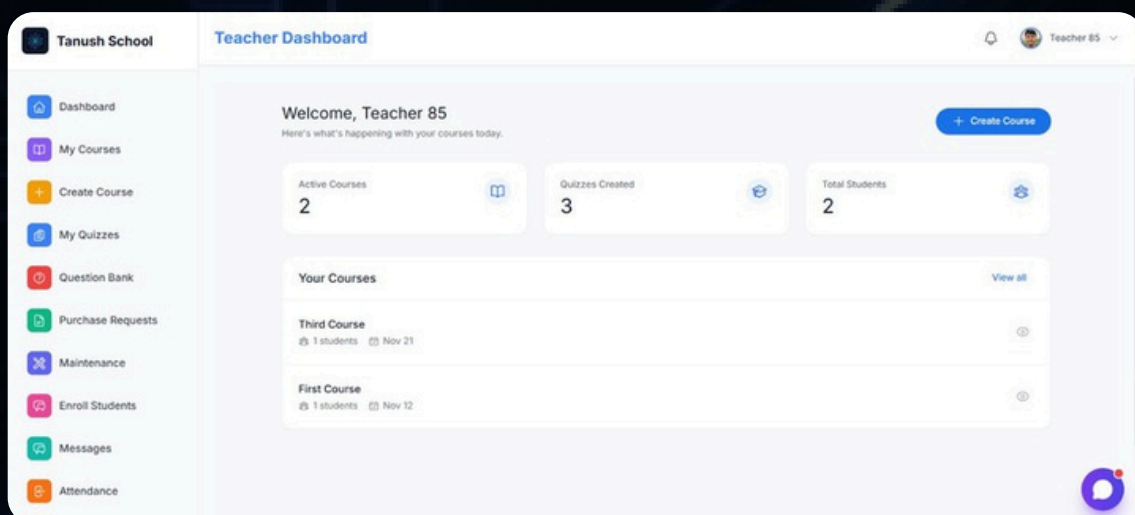 Tanush School
Teacher Dashboard
Teacher 85
Dashboard
My Courses
Create Course
My Quizzes
Question Bank
Purchase Requests
Maintenance
Enroll Students
Messages
Attendance
Welcome, Teacher 85
+ Create Course
Here's what's happening with your courses today.
Active Courses
2
Quizzes Created
3
Total Students
2
Your Courses
View all
Third Course
1 students Nov 21
First Course
1 students Nov 12